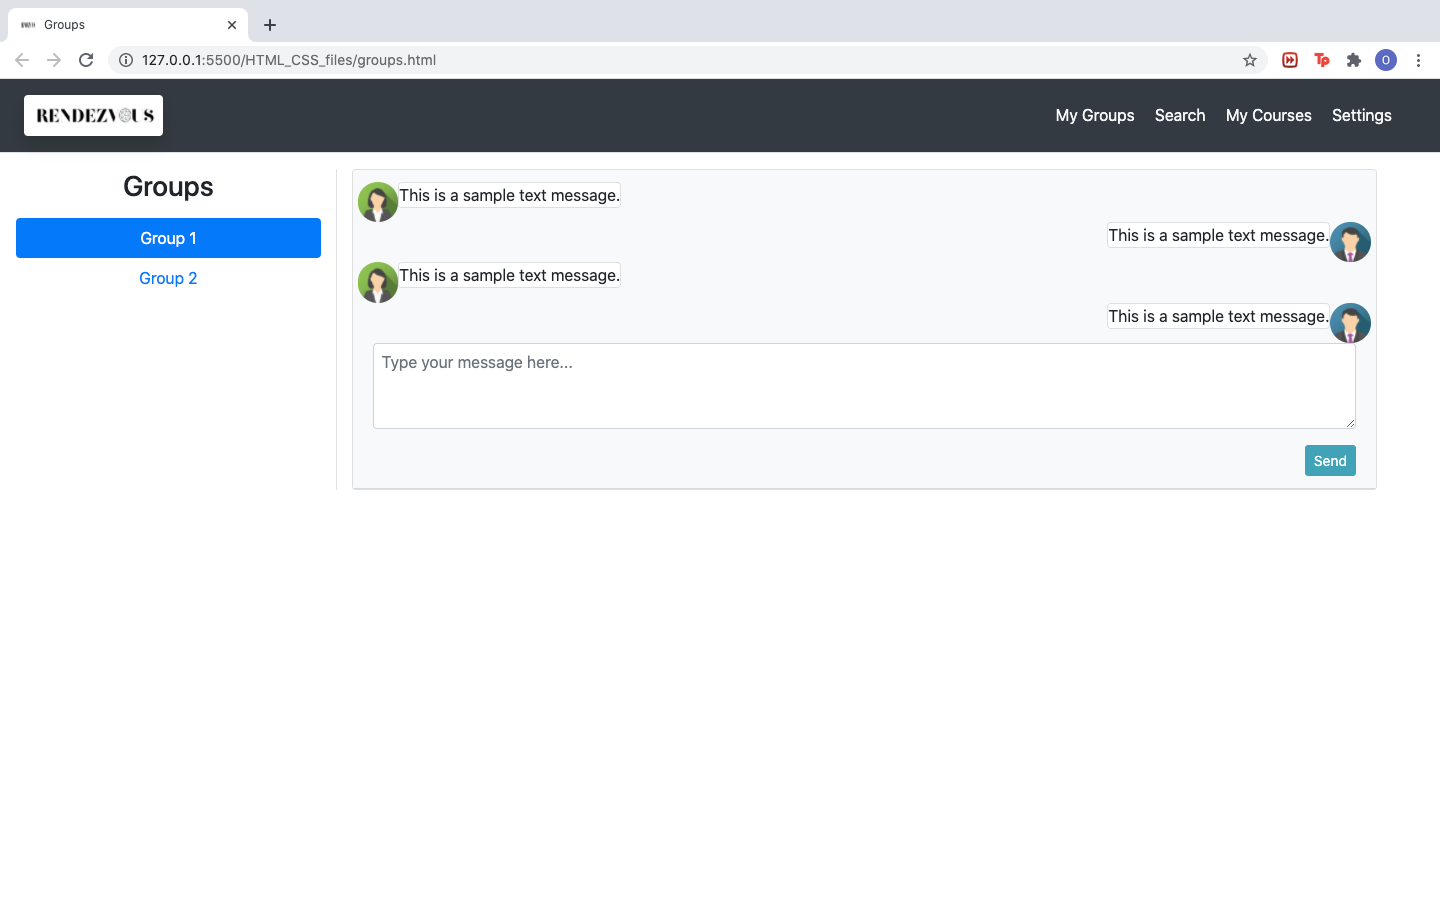 Groups
127.0.0.1:5500/HTML_CSS_files/groups.html
O
RENDEZVOUS
My Groups Search My Courses Settings
Groups
Group 1
Group 2
This is a sample text message.
This is a sample text message.
This is a sample text message.
This is a sample text message.
Type your message here...
Send